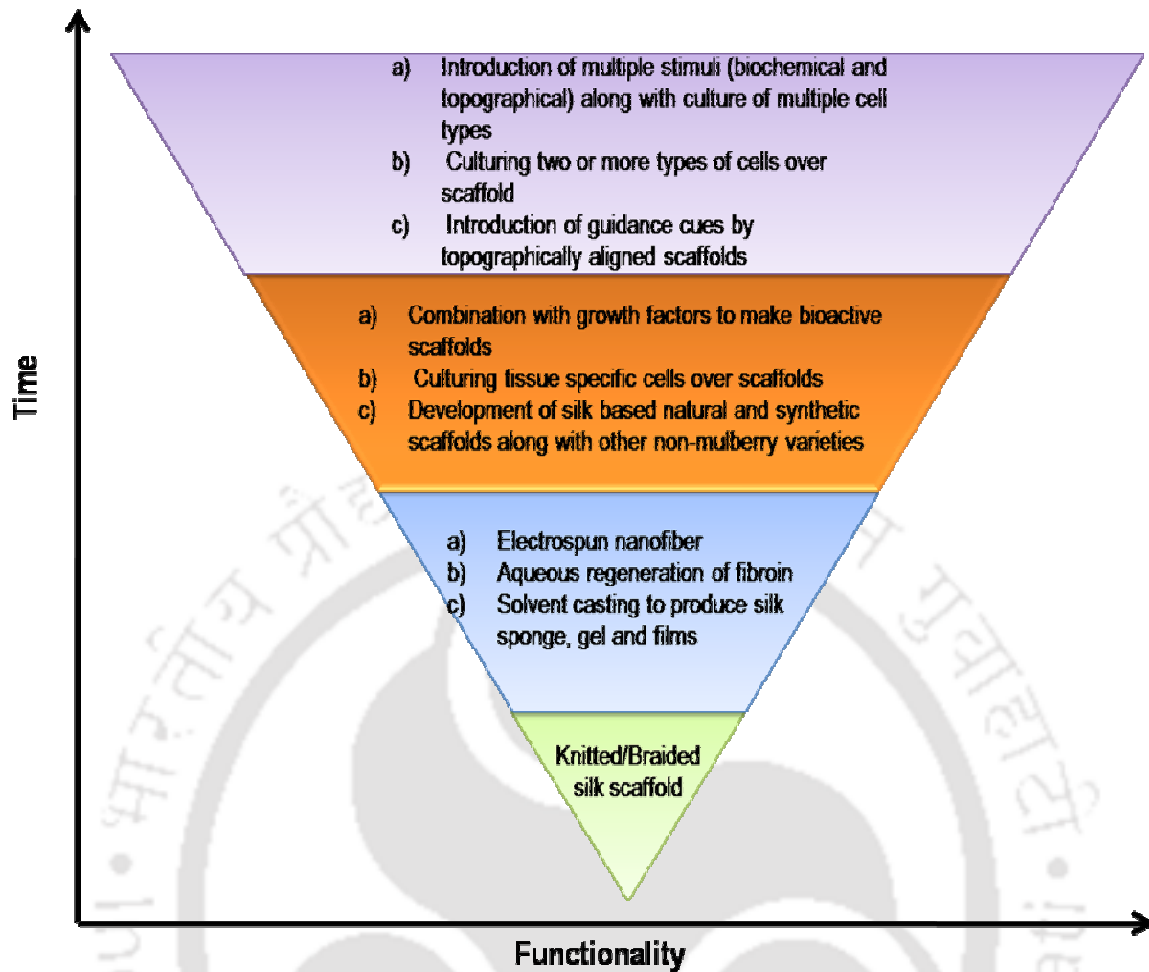 a) Introduction of multiple stimuli (biochemical and
topographical) along with culture of multiple cell
types
b) Culturing two or more types of cells over
scaffold
c) Introduction of guidance cues by
topographically aligned scaffolds
a) Combination with growth factors to make bioactive
scaffolds
b) Culturing tissue specific cells over scaffolds
c) Development of silk based natural and synthetic
scaffolds along with other non-mulberry varieties
a) Electrospun nanofiber
b) Aqueous regeneration of fibroin
c) Solvent casting to produce silk
sponge, gel and films
Knitted/Braided
silk scaffold
Time
Functionality
भारतीय प्रौ
गुवाहाटी